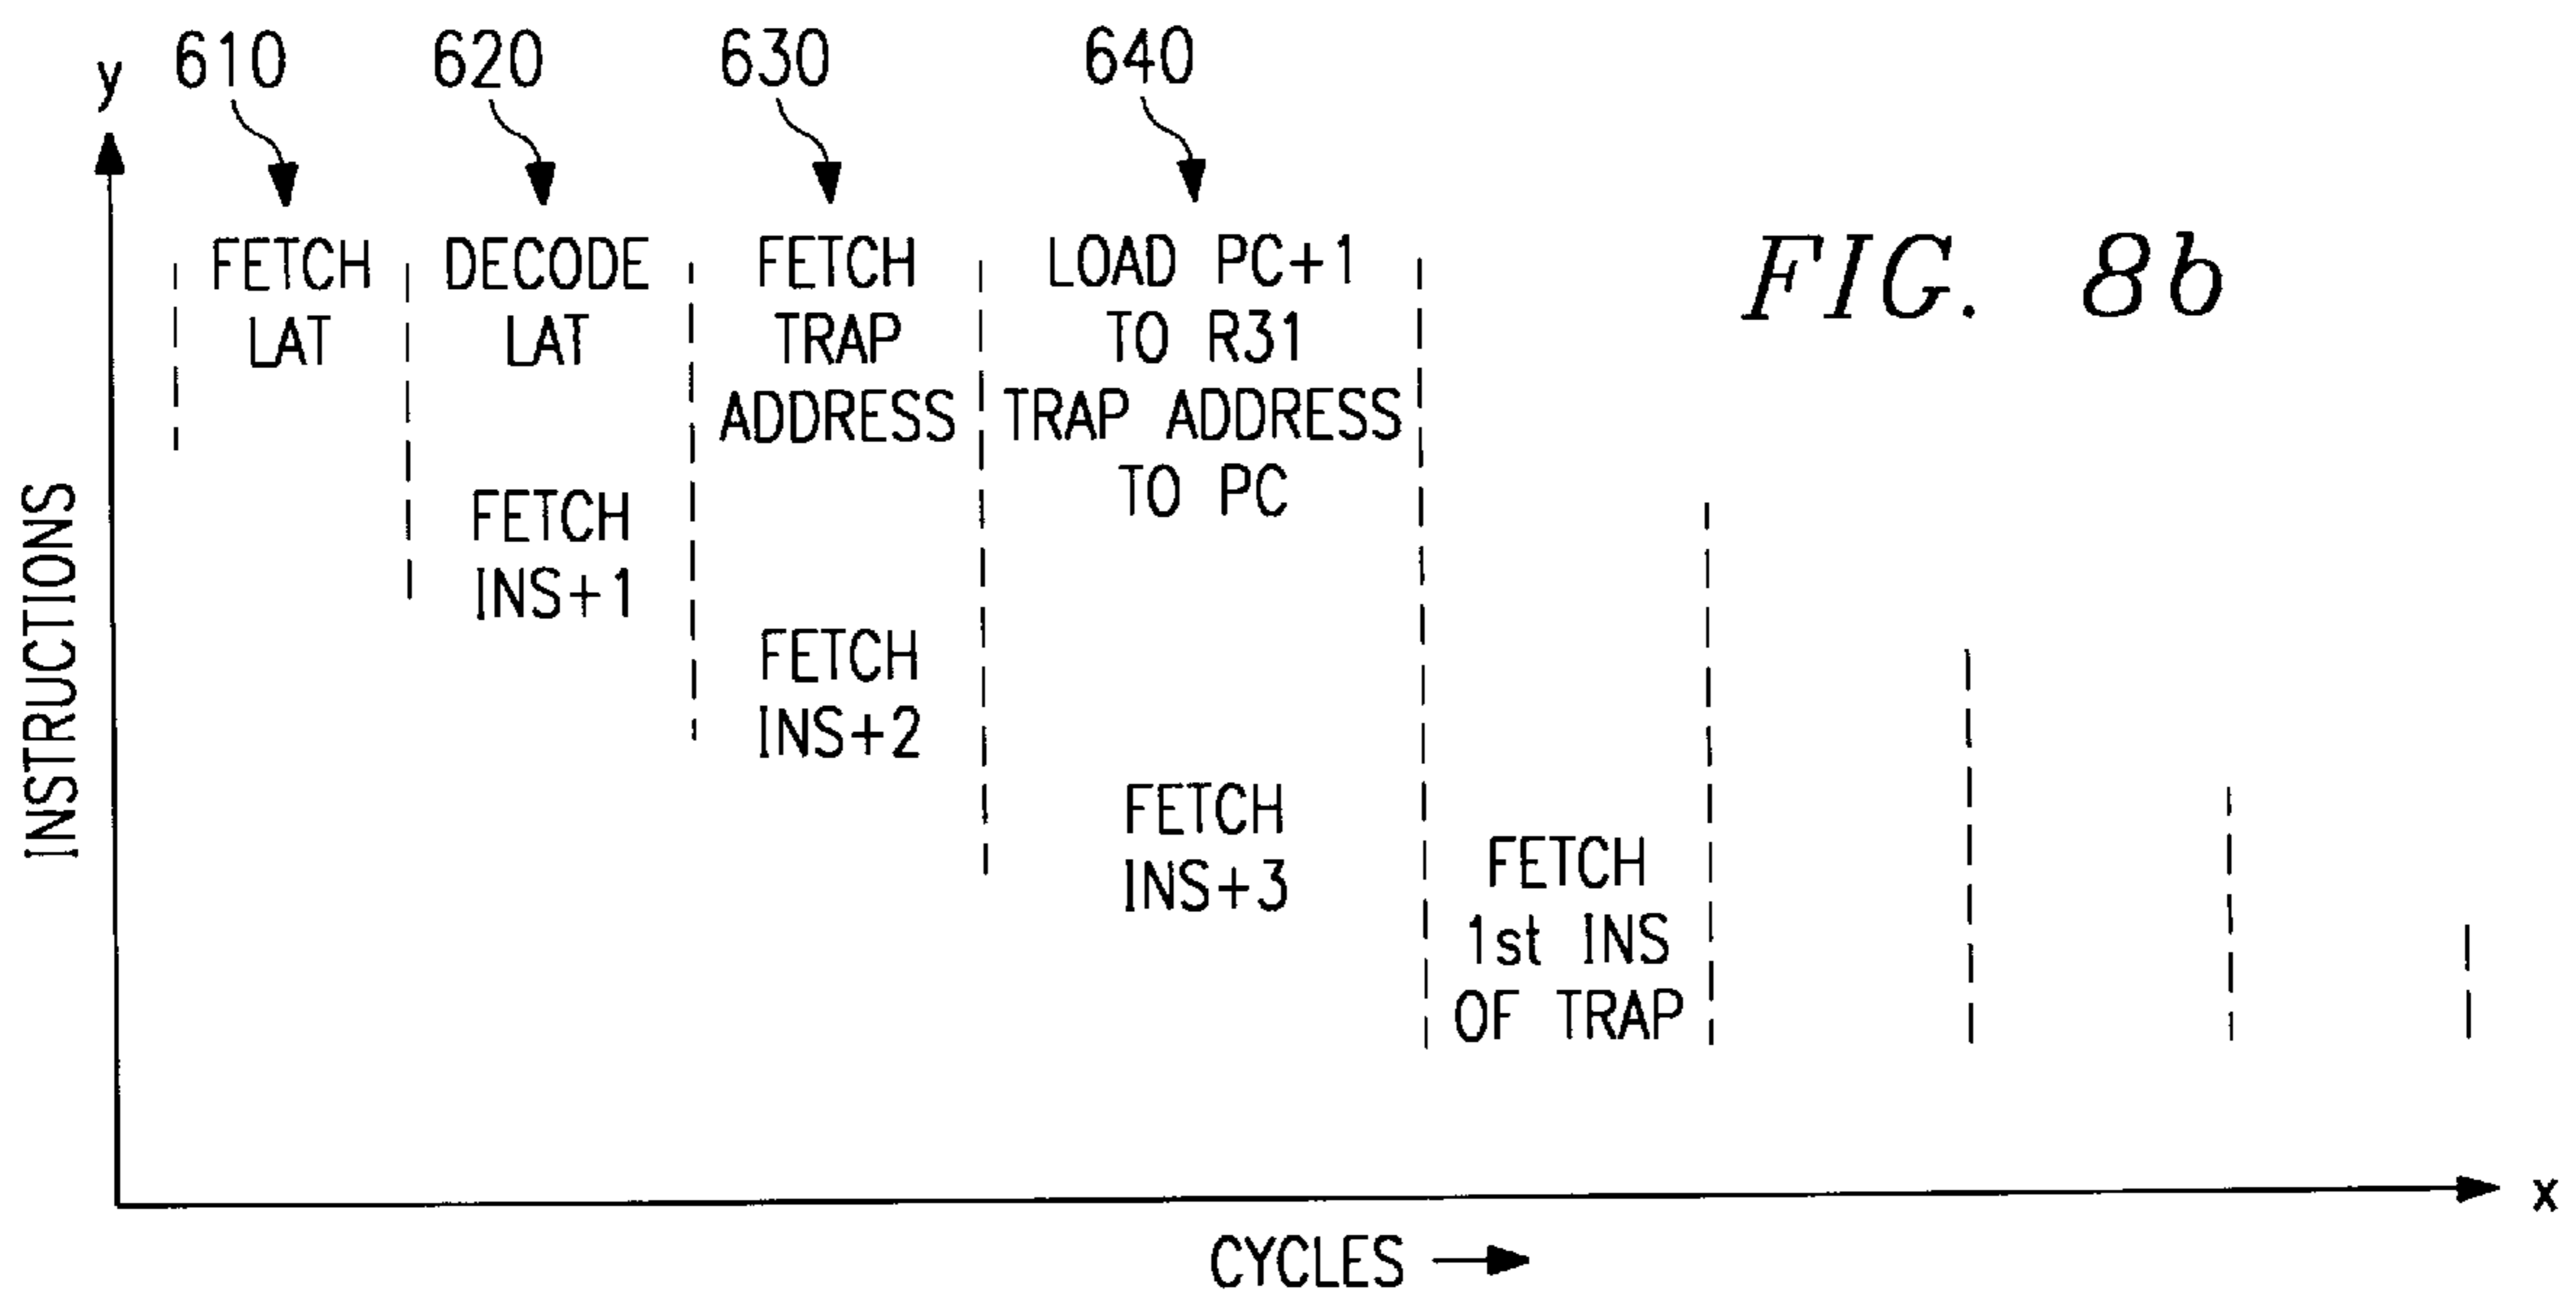 y
610
620
630
640
FETCH
LAT
DECODE
LAT
FETCH
TRAP
ADDRESS
LOAD PC+1
TO R31
TRAP ADDRESS
TO PC
FIG. 8b
FETCH
INS+1
FETCH
INS+2
FETCH
INS+3
FETCH
1st INS
OF TRAP
INSTRUCTIONS
x
CYCLES